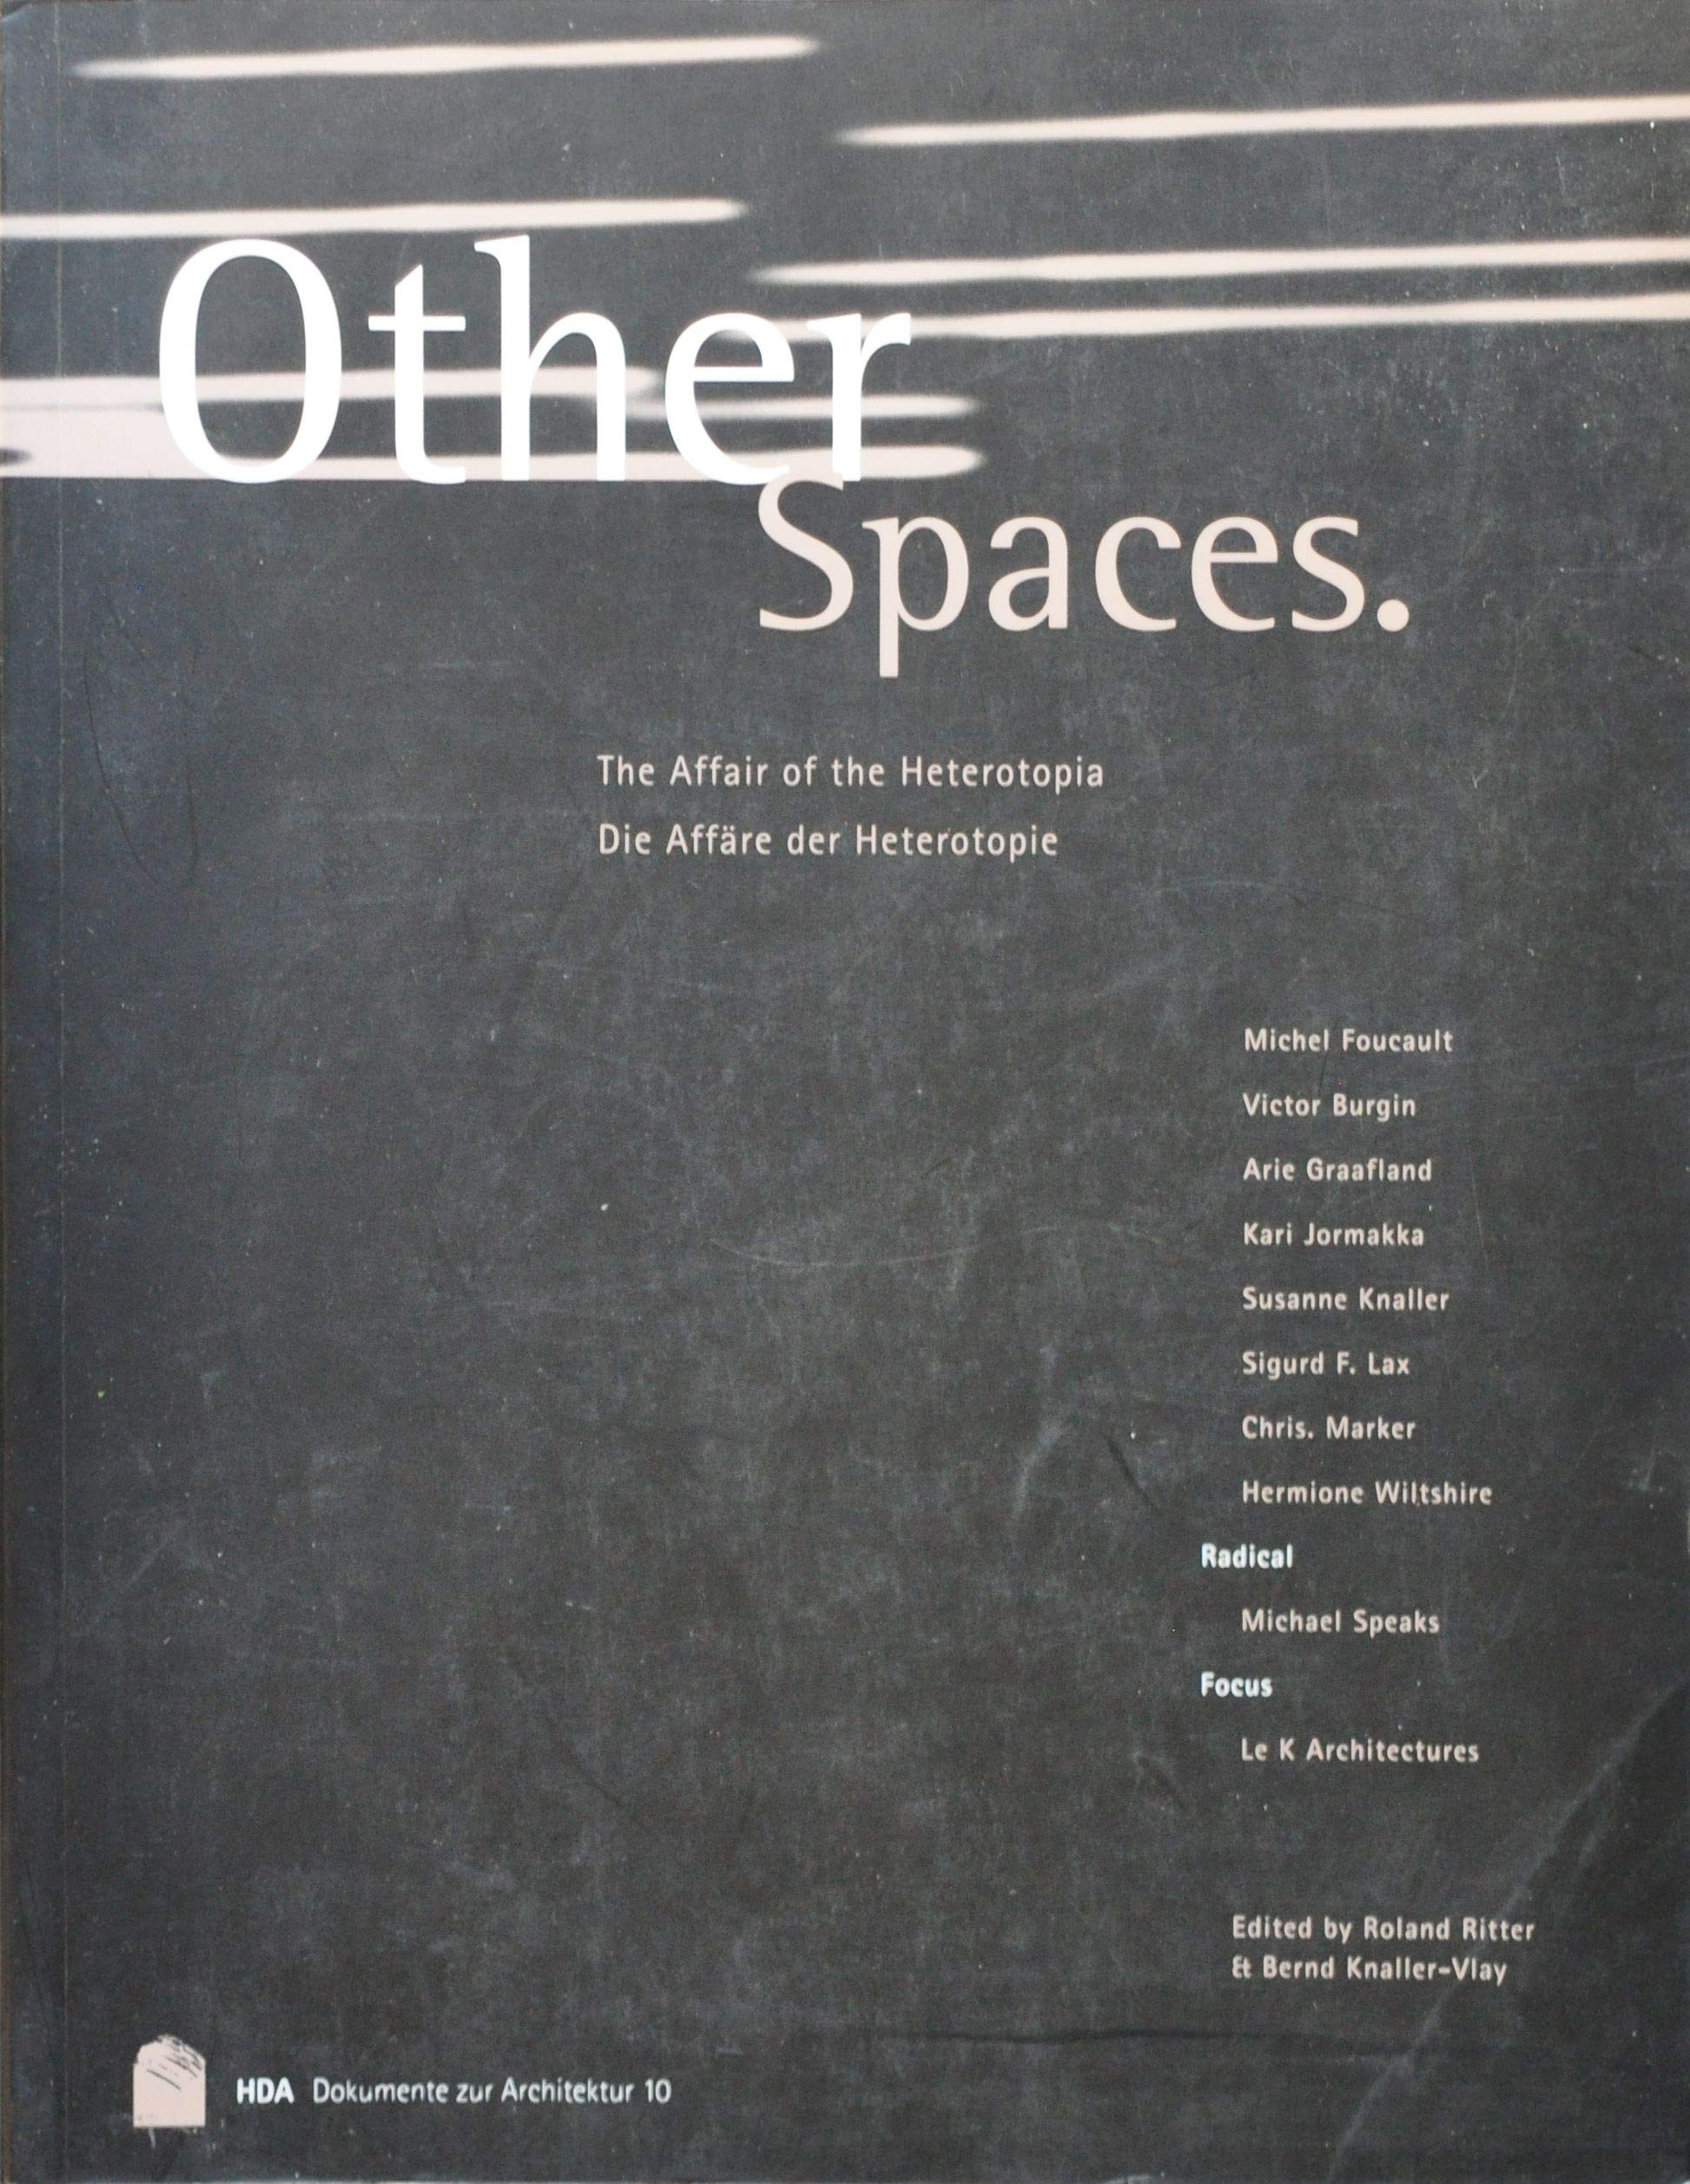 Other
Spaces.
The Affair of the Heterotopia
Die Affäre der Heterotopie
Michel Foucault
Victor Burgin
Arie Graafland
Kari Jormakka
Susanne Knaller
Sigurd F. Lax
Chris. Marker
Hermione Wiltshire
Radical
Michael Speaks
Focus
Le K Architectures
Edited by Roland Ritter
& Bernd Knaller-Vlay
HDA Dokumente zur Architektur 10